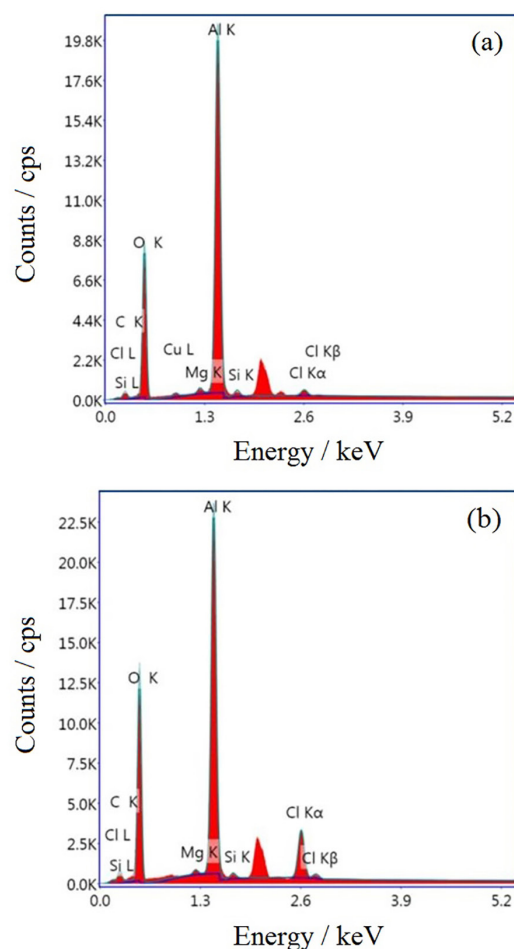 (a)
Al K
19.8K
17.6K
15.4K
13.2K
11.0K
8.8K
6.6K
4.4K
2.2K
0.0K
O K
C K
Cl L
Si L
Cu L
Mg K
Si K
Cl Kβ
Cl Kα
0.0 1.3 2.6 3.9 5.2
Counts / cps
Energy / keV
(b)
Al K
22.5K
20.0K
17.5K
15.0K
12.5K
10.0K
7.5K
5.0K
2.5K
0.0K
O K
C K
Cl L
Si L
Mg K
Si K
Cl Kα
Cl Kβ
0.0 1.3 2.6 3.9 5.2
Counts / cps
Energy / keV